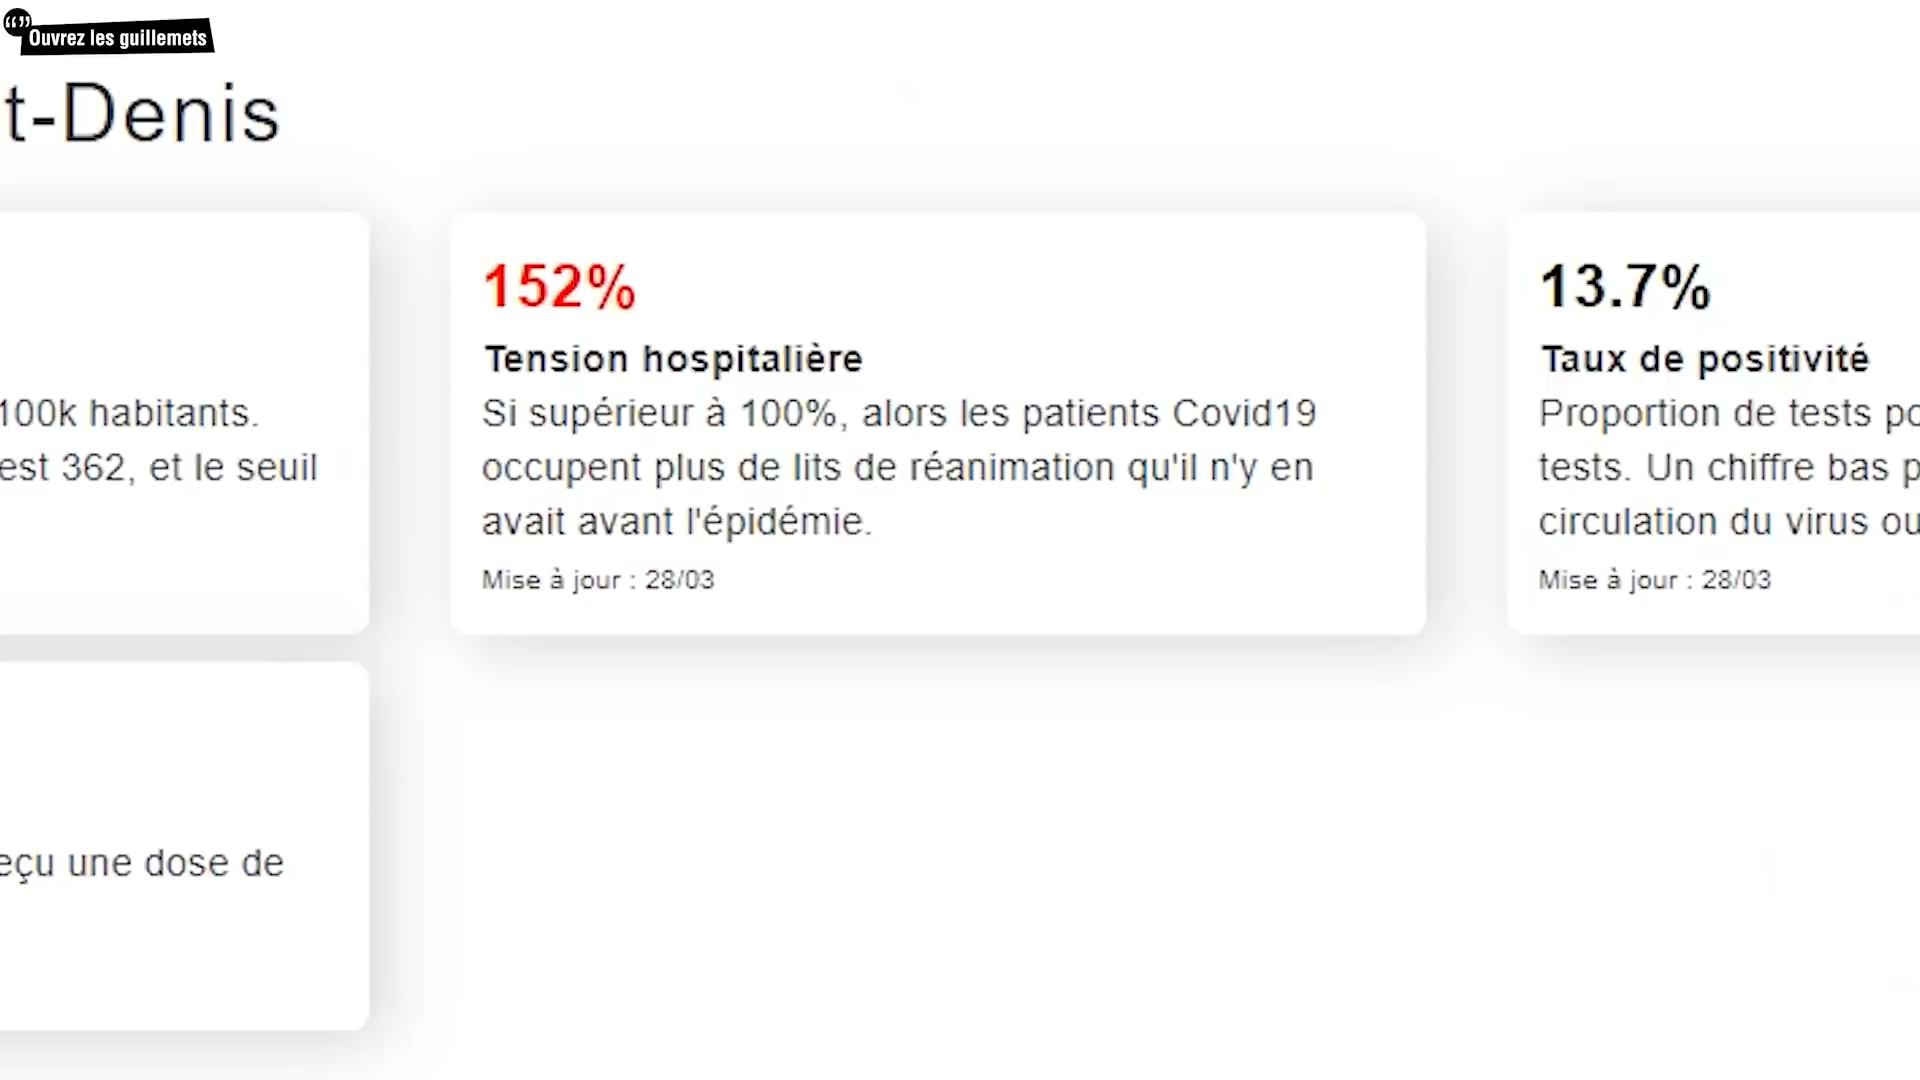 Ouvrez les guillemets
t-Denis
100k habitants.
est 362, et le seuil
152%
Tension hospitalière
Si supérieur à 100%, alors les patients Covid19
occupent plus de lits de réanimation qu'il n'y en
avait avant l'épidémie.
Mise à jour : 28/03
13.7%
Taux de positivité
Proportion de tests po
tests. Un chiffre bas p
circulation du virus ou
Mise à jour : 28/03
eçu une dose de